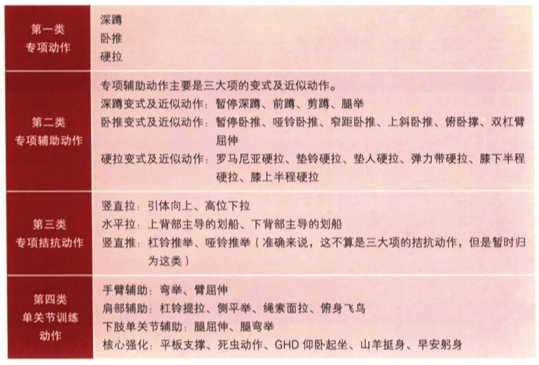 第一类
专项动作
深蹲
卧推
硬拉
第二类
专项辅助动作
专项辅助动作主要是三大项的变式及近似动作。
深蹲变式及近似动作：暂停深蹲、前蹲、剪蹲、腿举
卧推变式及近似动作：暂停卧推、哑铃卧推、窄距卧推、上斜卧推、俯卧撑、双杠臂
屈伸
硬拉变式及近似动作：罗马尼亚硬拉、垫铃硬拉、垫人硬拉、弹力带硬拉、膝下半程
硬拉、膝上半程硬拉
第三类
专项拮抗动作
竖直拉：引体向上、高位下拉
水平拉：上背部主导的划船、下背部主导的划船
竖直推：杠铃推举、哑铃推举（准确来说，这不算是三大项的拮抗动作，但是暂时归
为这类）
第四类
单关节训练
动作
手臂辅助：弯举、臂屈伸
肩部辅助：杠铃提拉、侧平举、绳索面拉、俯身飞鸟
下肢单关节辅助：腿屈伸、腿弯举
核心强化：平板支撑、死虫动作、GHD 仰卧起坐、山羊挺身、早安躬身